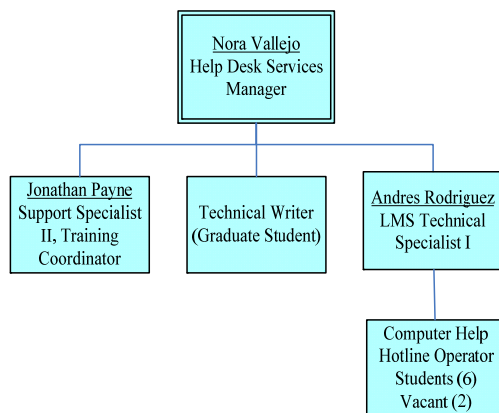 Nora Vallejo
Help Desk Services
Manager
Jonathan Payne
Support Specialist
II, Training
Coordinator
Technical Writer
(Graduate Student)
Andres Rodriguez
LMS Technical
Specialist I
Computer Help
Hotline Operator
Students (6)
Vacant (2)